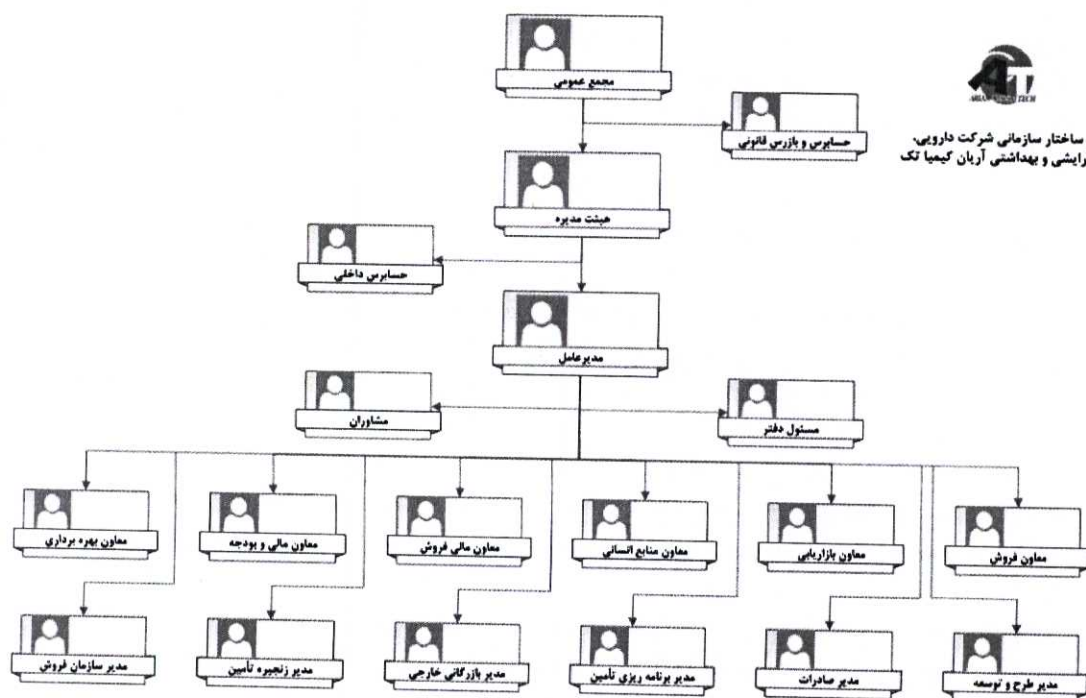 مجمع عمومی
AT
حسابرس و بازرس قانونی
ساختار سازمانی شرکت دارویی،
رایشی و بهداشتی آریان کیمیا تک
هیئت مدیره
حسابرس داخلی
مدیرعامل
مشاوران
مسئول دفتر
معاون فروش
معاون بازاریابی
معاون منابع انسانی
معاون مالی فروش
معاون مالی و بودجه
معاون بهره برداری
مدیر طرح و توسعه
مدیر صادرات
مدیر برنامه ریزی تأمین
مدیر بازرگانی خارجی
مدیر زنجیره تأمین
مدیر سازمان فروش